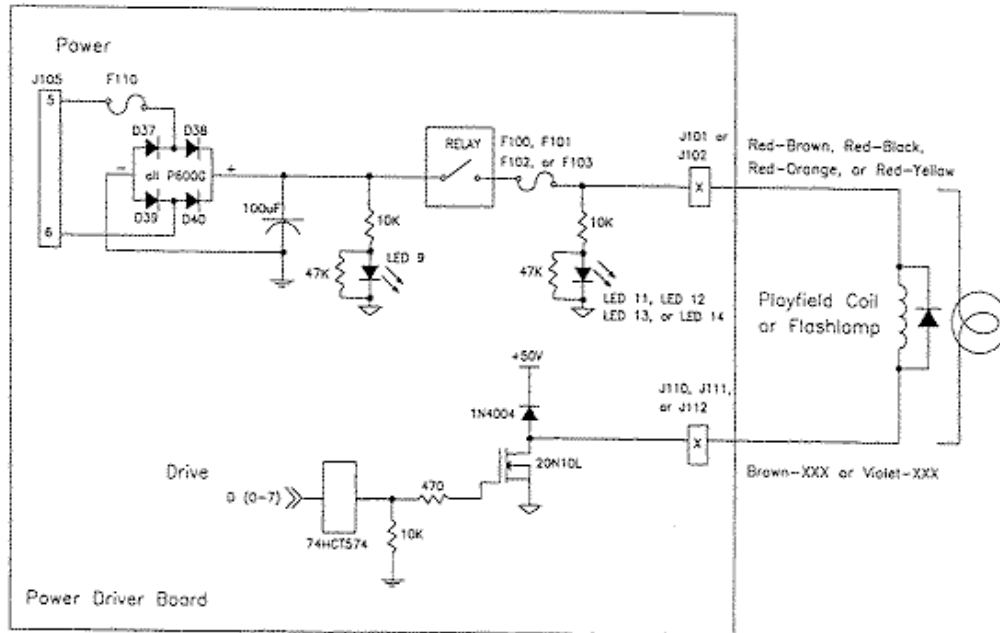 Power
J105
F110
5
D37
D38
-
+
all P600G
D39
D40
6
100uF
10K
47K
LED 9
RELAY
F100, F101
F102, or F103
10K
47K
LED 11, LED 12
LED 13, or LED 14
J101 or
J102
X
Red-Brown, Red-Black,
Red-Orange, or Red-Yellow
Playfield Coil
or Flashlamp
+50V
1N4004
20N10L
J110, J111,
or J112
X
Brown-XXX or Violet-XXX
Drive
D (0-7)
74HCT574
470
10K
Power Driver Board